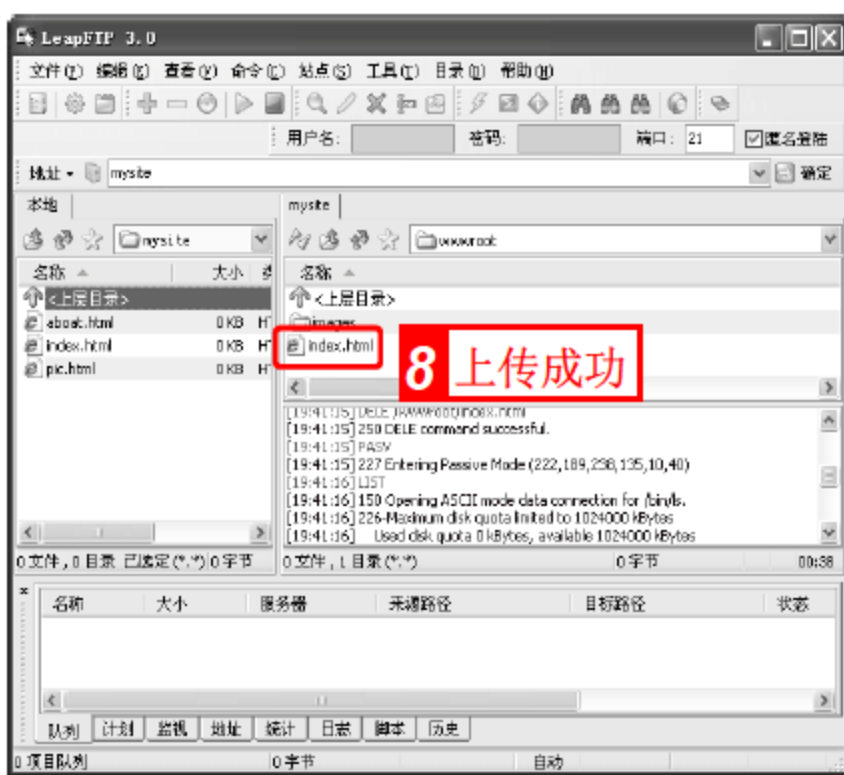 LeapFTP 3.0
文件(F) 编辑(E) 查看(V) 命令(C) 站点(S) 工具(T) 目录(D) 帮助(H)
用户名: 密码: 端口: 21 匿名登陆
地址 mysite 确定
本地 mysite
mysite wwwroot
名称 大小 名称
<上层目录> <上层目录>
about.html 0 KB images
index.html 0 KB index.html
pic.html 0 KB
8 上传成功
[19:41:15] DELE /wwwroot/index.html
[19:41:15] 250 DELE command successful.
[19:41:15] PASV
[19:41:15] 227 Entering Passive Mode (222,189,238,135,10,40)
[19:41:16] LIST
[19:41:16] 150 Opening ASCII mode data connection for /bin/ls.
[19:41:16] 226-Maximum disk quota limited to 1024000 kBytes
[19:41:16] Used disk quota 0 kBytes, available 1024000 kBytes
0 文件, 0 目录 已选定 (*.*) 0 字节 0 文件, 1 目录 (*.*) 0 字节 00:38
名称 大小 服务器 来源路径 目标路径 状态
队列 计划 监视 地址 统计 日志 脚本 历史
0 项目队列 0 字节 自动